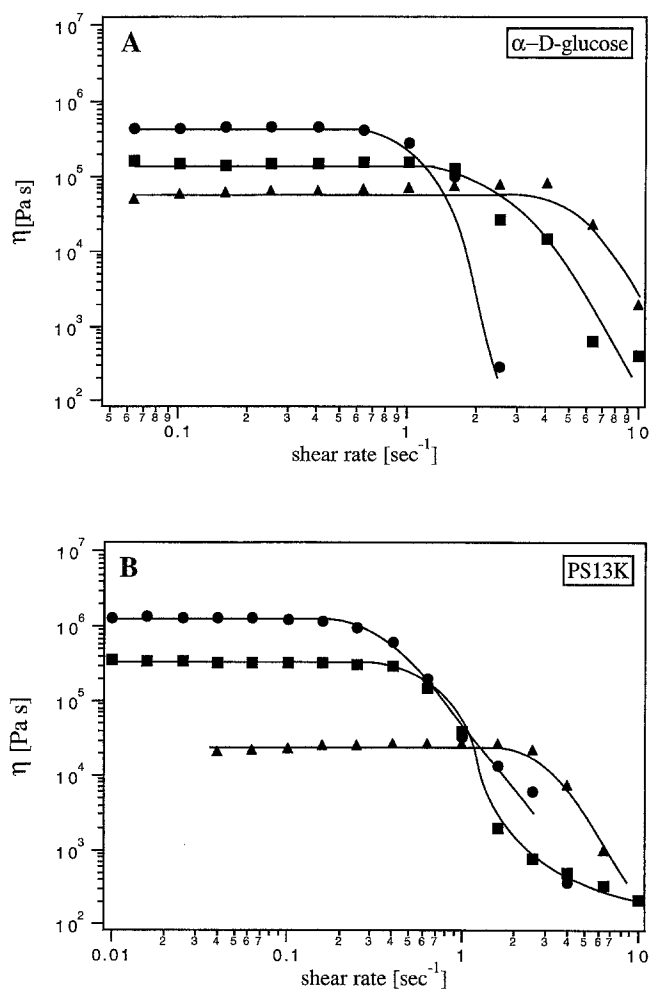 A
α-D-glucose
10^7
10^6
10^5
10^4
10^3
10^2
η[Pa s]
5 6 7 8 9 0.1 2 3 4 5 6 7 8 9 1 2 3 4 5 6 7 8 9 10
shear rate [sec^-1]
B
PS13K
10^7
10^6
10^5
10^4
10^3
10^2
η [Pa s]
0.01 2 3 4 5 6 7 0.1 2 3 4 5 6 7 1 2 3 4 5 6 7 10
shear rate [sec^-1]